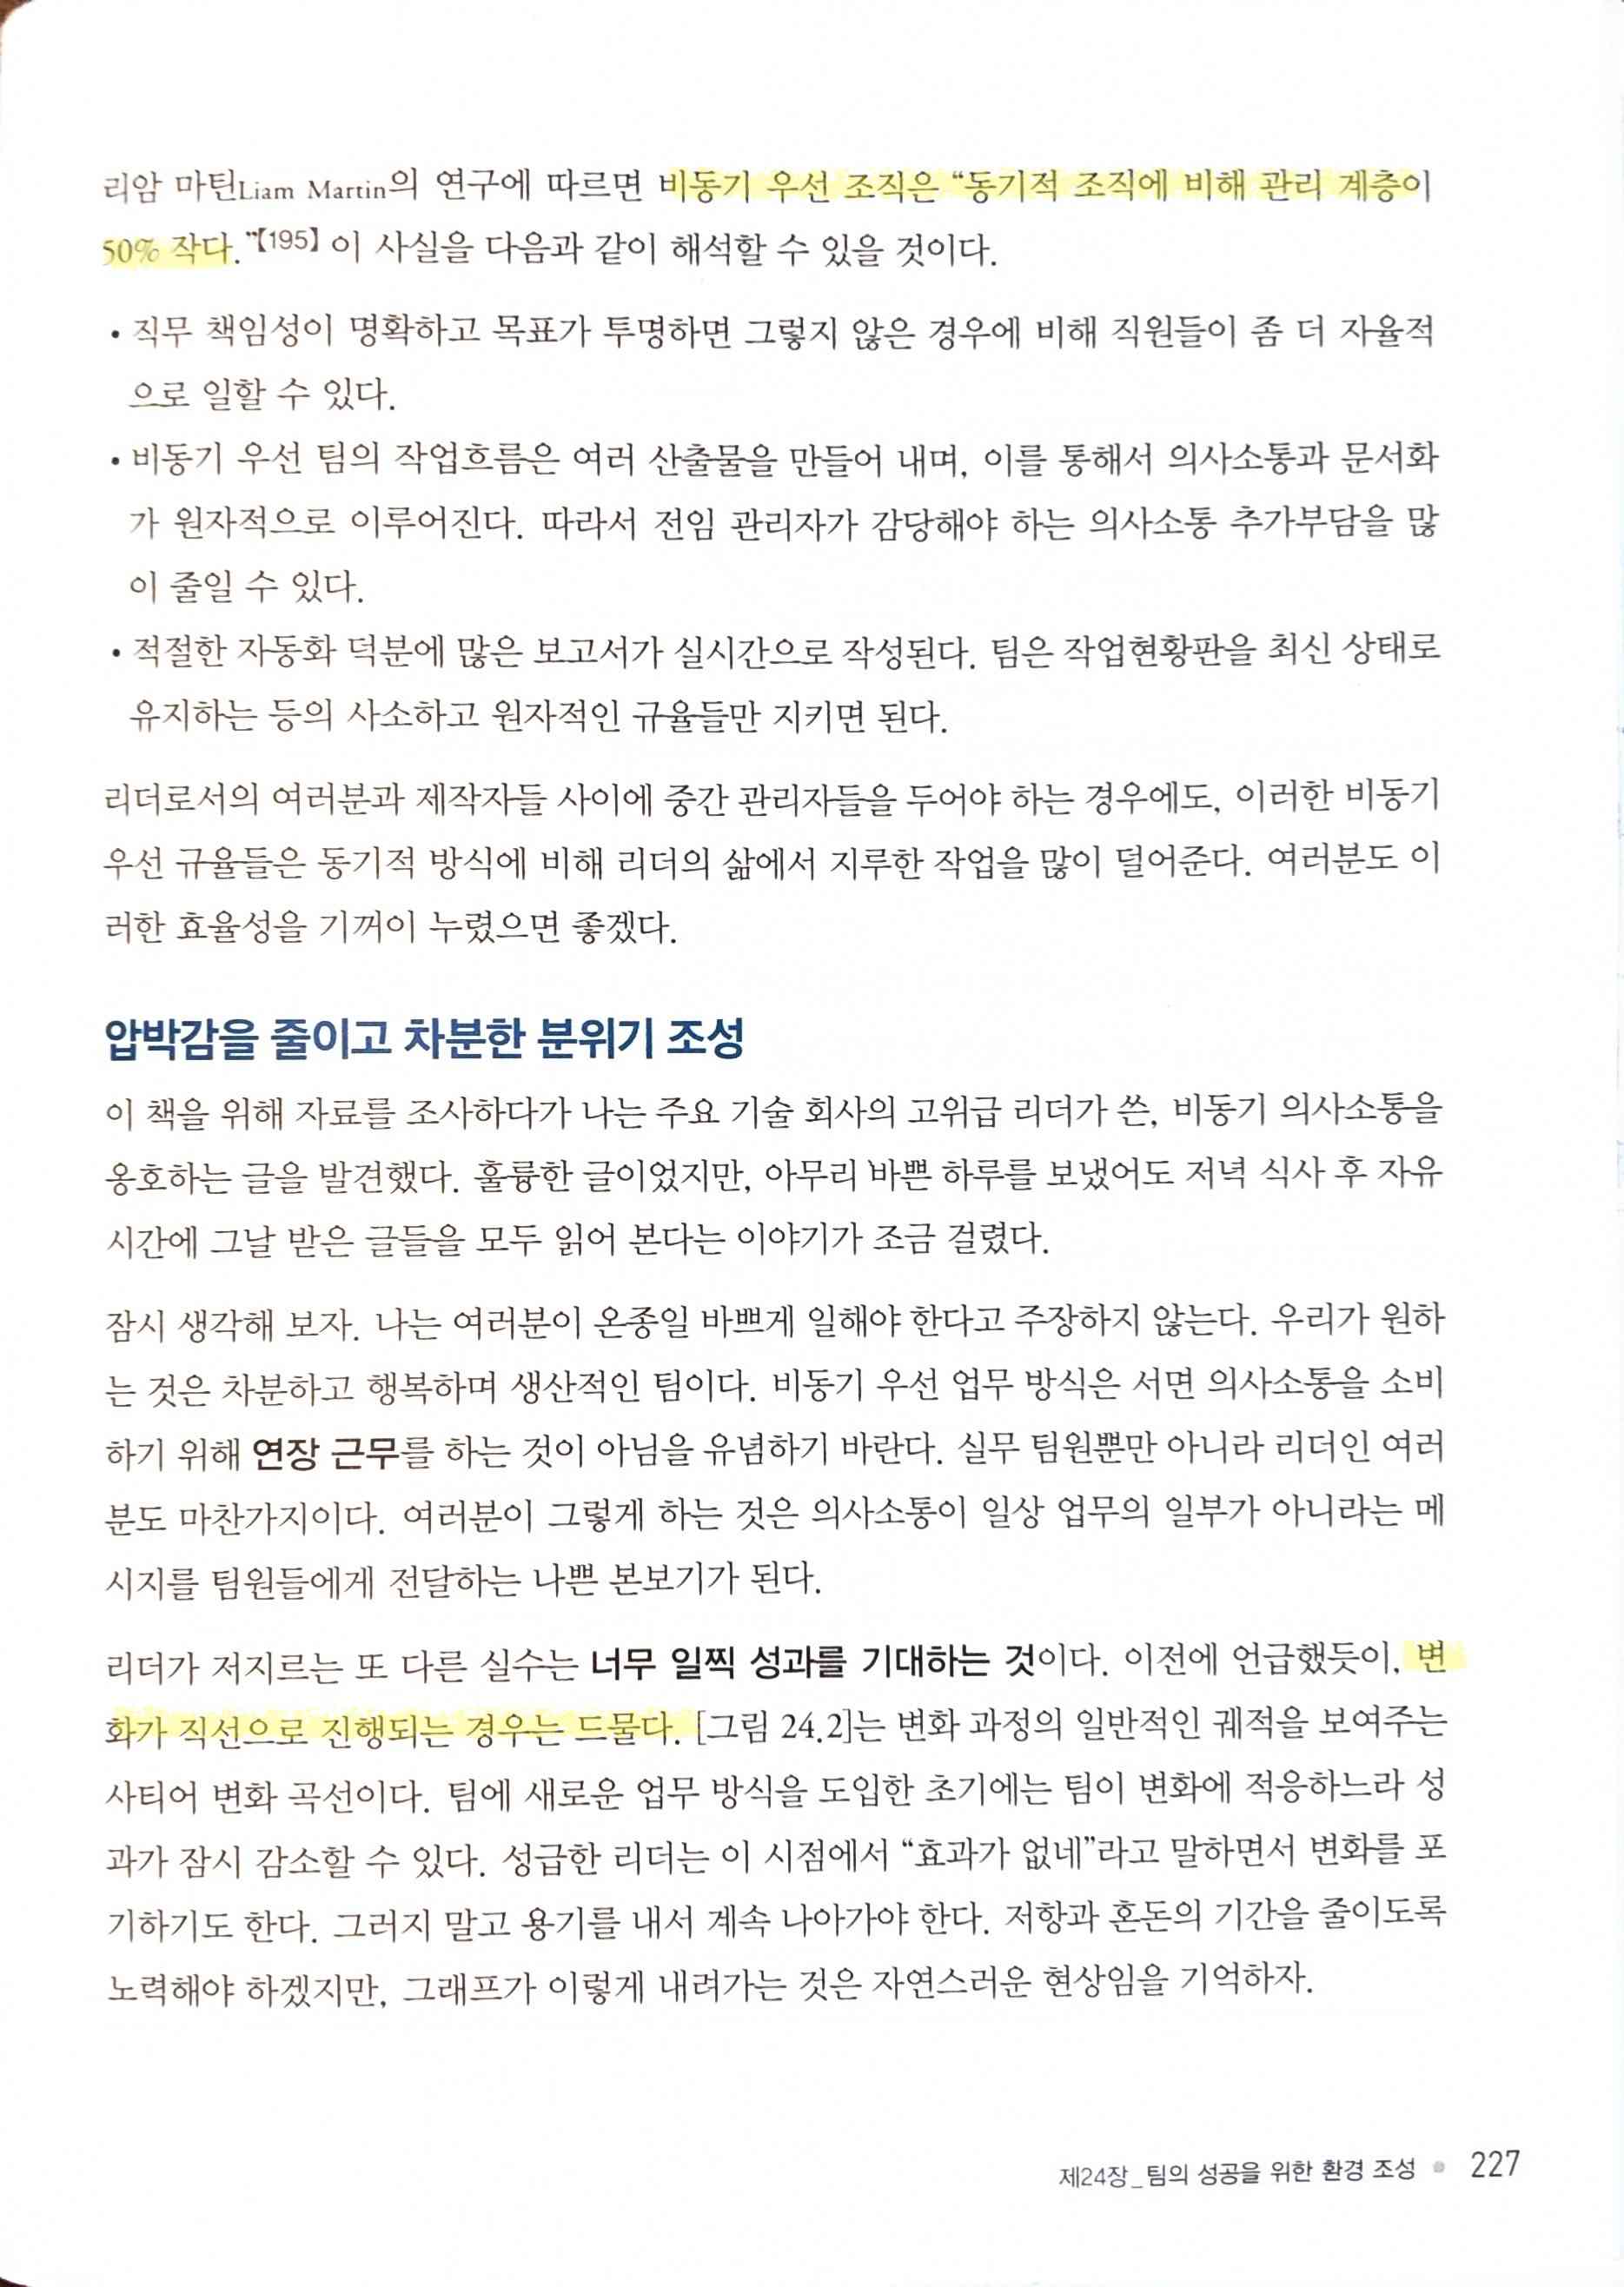 리암 마틴Liam Martin의 연구에 따르면 비동기 우선 조직은 “동기적 조직에 비해 관리 계층이
50% 작다.”【195】 이 사실을 다음과 같이 해석할 수 있을 것이다.
• 직무 책임성이 명확하고 목표가 투명하면 그렇지 않은 경우에 비해 직원들이 좀 더 자율적
으로 일할 수 있다.
• 비동기 우선 팀의 작업흐름은 여러 산출물을 만들어 내며, 이를 통해서 의사소통과 문서화
가 원자적으로 이루어진다. 따라서 전임 관리자가 감당해야 하는 의사소통 추가부담을 많
이 줄일 수 있다.
• 적절한 자동화 덕분에 많은 보고서가 실시간으로 작성된다. 팀은 작업현황판을 최신 상태로
유지하는 등의 사소하고 원자적인 규율들만 지키면 된다.
리더로서의 여러분과 제작자들 사이에 중간 관리자들을 두어야 하는 경우에도, 이러한 비동기
우선 규율들은 동기적 방식에 비해 리더의 삶에서 지루한 작업을 많이 덜어준다. 여러분도 이
러한 효율성을 기꺼이 누렸으면 좋겠다.
압박감을 줄이고 차분한 분위기 조성
이 책을 위해 자료를 조사하다가 나는 주요 기술 회사의 고위급 리더가 쓴, 비동기 의사소통을
옹호하는 글을 발견했다. 훌륭한 글이었지만, 아무리 바쁜 하루를 보냈어도 저녁 식사 후 자유
시간에 그날 받은 글들을 모두 읽어 본다는 이야기가 조금 걸렸다.
잠시 생각해 보자. 나는 여러분이 온종일 바쁘게 일해야 한다고 주장하지 않는다. 우리가 원하
는 것은 차분하고 행복하며 생산적인 팀이다. 비동기 우선 업무 방식은 서면 의사소통을 소비
하기 위해 연장 근무를 하는 것이 아님을 유념하기 바란다. 실무 팀원뿐만 아니라 리더인 여러
분도 마찬가지이다. 여러분이 그렇게 하는 것은 의사소통이 일상 업무의 일부가 아니라는 메
시지를 팀원들에게 전달하는 나쁜 본보기가 된다.
리더가 저지르는 또 다른 실수는 너무 일찍 성과를 기대하는 것이다. 이전에 언급했듯이, 변
화가 직선으로 진행되는 경우는 드물다. [그림 24.2]는 변화 과정의 일반적인 궤적을 보여주는
사티어 변화 곡선이다. 팀에 새로운 업무 방식을 도입한 초기에는 팀이 변화에 적응하느라 성
과가 잠시 감소할 수 있다. 성급한 리더는 이 시점에서 “효과가 없네”라고 말하면서 변화를 포
기하기도 한다. 그러지 말고 용기를 내서 계속 나아가야 한다. 저항과 혼돈의 기간을 줄이도록
노력해야 하겠지만, 그래프가 이렇게 내려가는 것은 자연스러운 현상임을 기억하자.
제24장_팀의 성공을 위한 환경 조성 ● 227